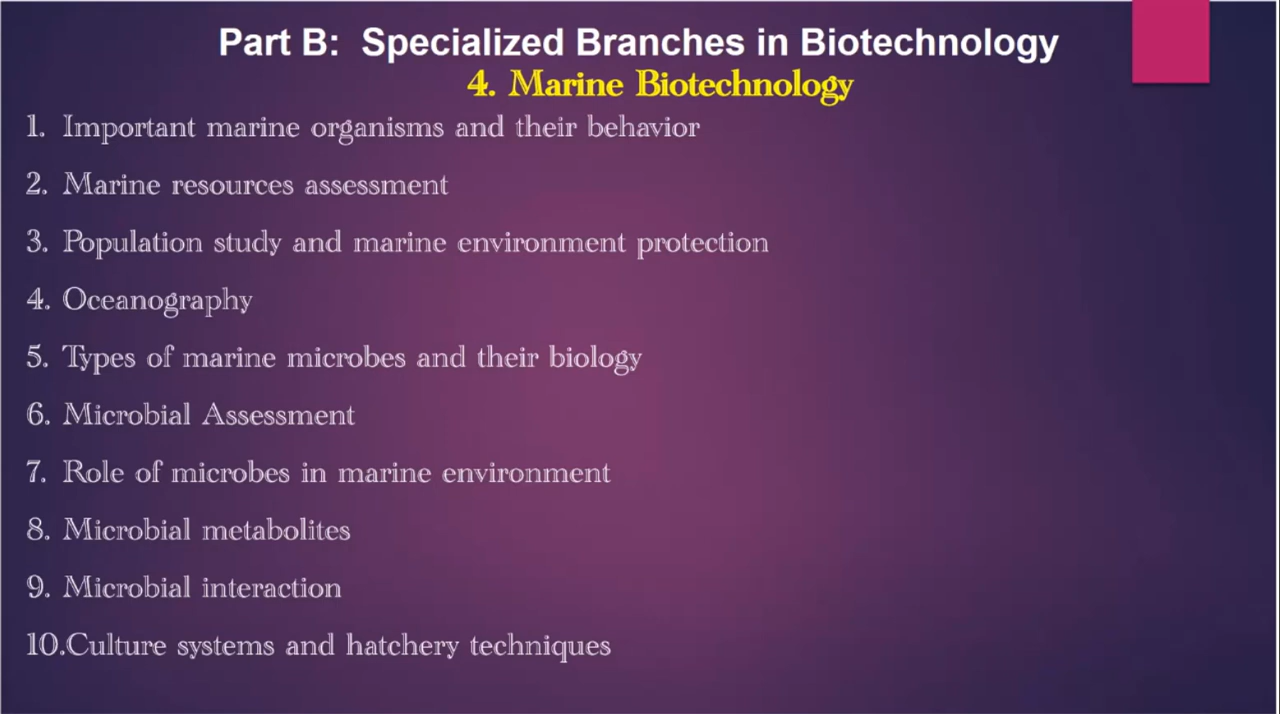 Part B: Specialized Branches in Biotechnology
4. Marine Biotechnology
1. Important marine organisms and their behavior
2. Marine resources assessment
3. Population study and marine environment protection
4. Oceanography
5. Types of marine microbes and their biology
6. Microbial Assessment
7. Role of microbes in marine environment
8. Microbial metabolites
9. Microbial interaction
10.Culture systems and hatchery techniques